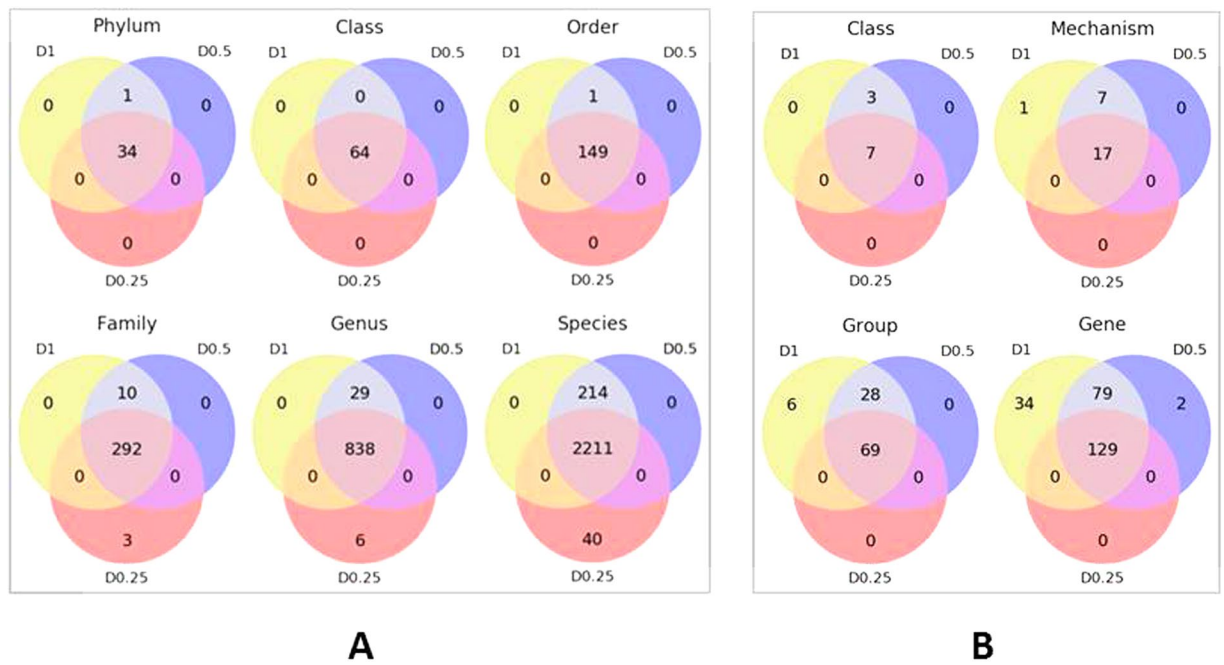 Phylum
D1
D0.5
0
1
0
34
0
0
0
D0.25
Class
D1
D0.5
0
0
0
64
0
0
0
D0.25
Order
D1
D0.5
0
1
0
149
0
0
0
D0.25
Family
D1
D0.5
0
10
0
292
0
0
3
D0.25
Genus
D1
D0.5
0
29
0
838
0
0
6
D0.25
Species
D1
D0.5
0
214
0
2211
0
0
40
D0.25
A
Class
D1
D0.5
0
3
0
7
0
0
0
D0.25
Mechanism
D1
D0.5
1
7
0
17
0
0
0
D0.25
Group
D1
D0.5
6
28
0
69
0
0
0
D0.25
Gene
D1
D0.5
34
79
2
129
0
0
0
D0.25
B